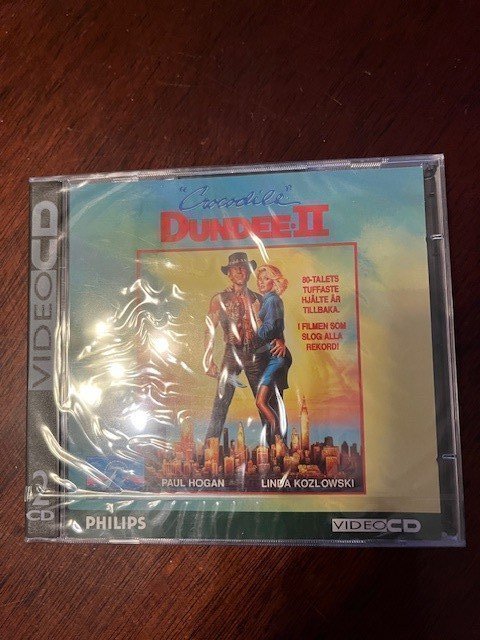 VIDEO CD
"Crocodile"
DUNDEE:II
80-TALETS
TUFFASTE
HJÄLTE ÄR
TILLBAKA.
I FILMEN SOM
SLOG ALLA
REKORD!
PAUL HOGAN
LINDA KOZLOWSKI
PHILIPS
VIDEO CD